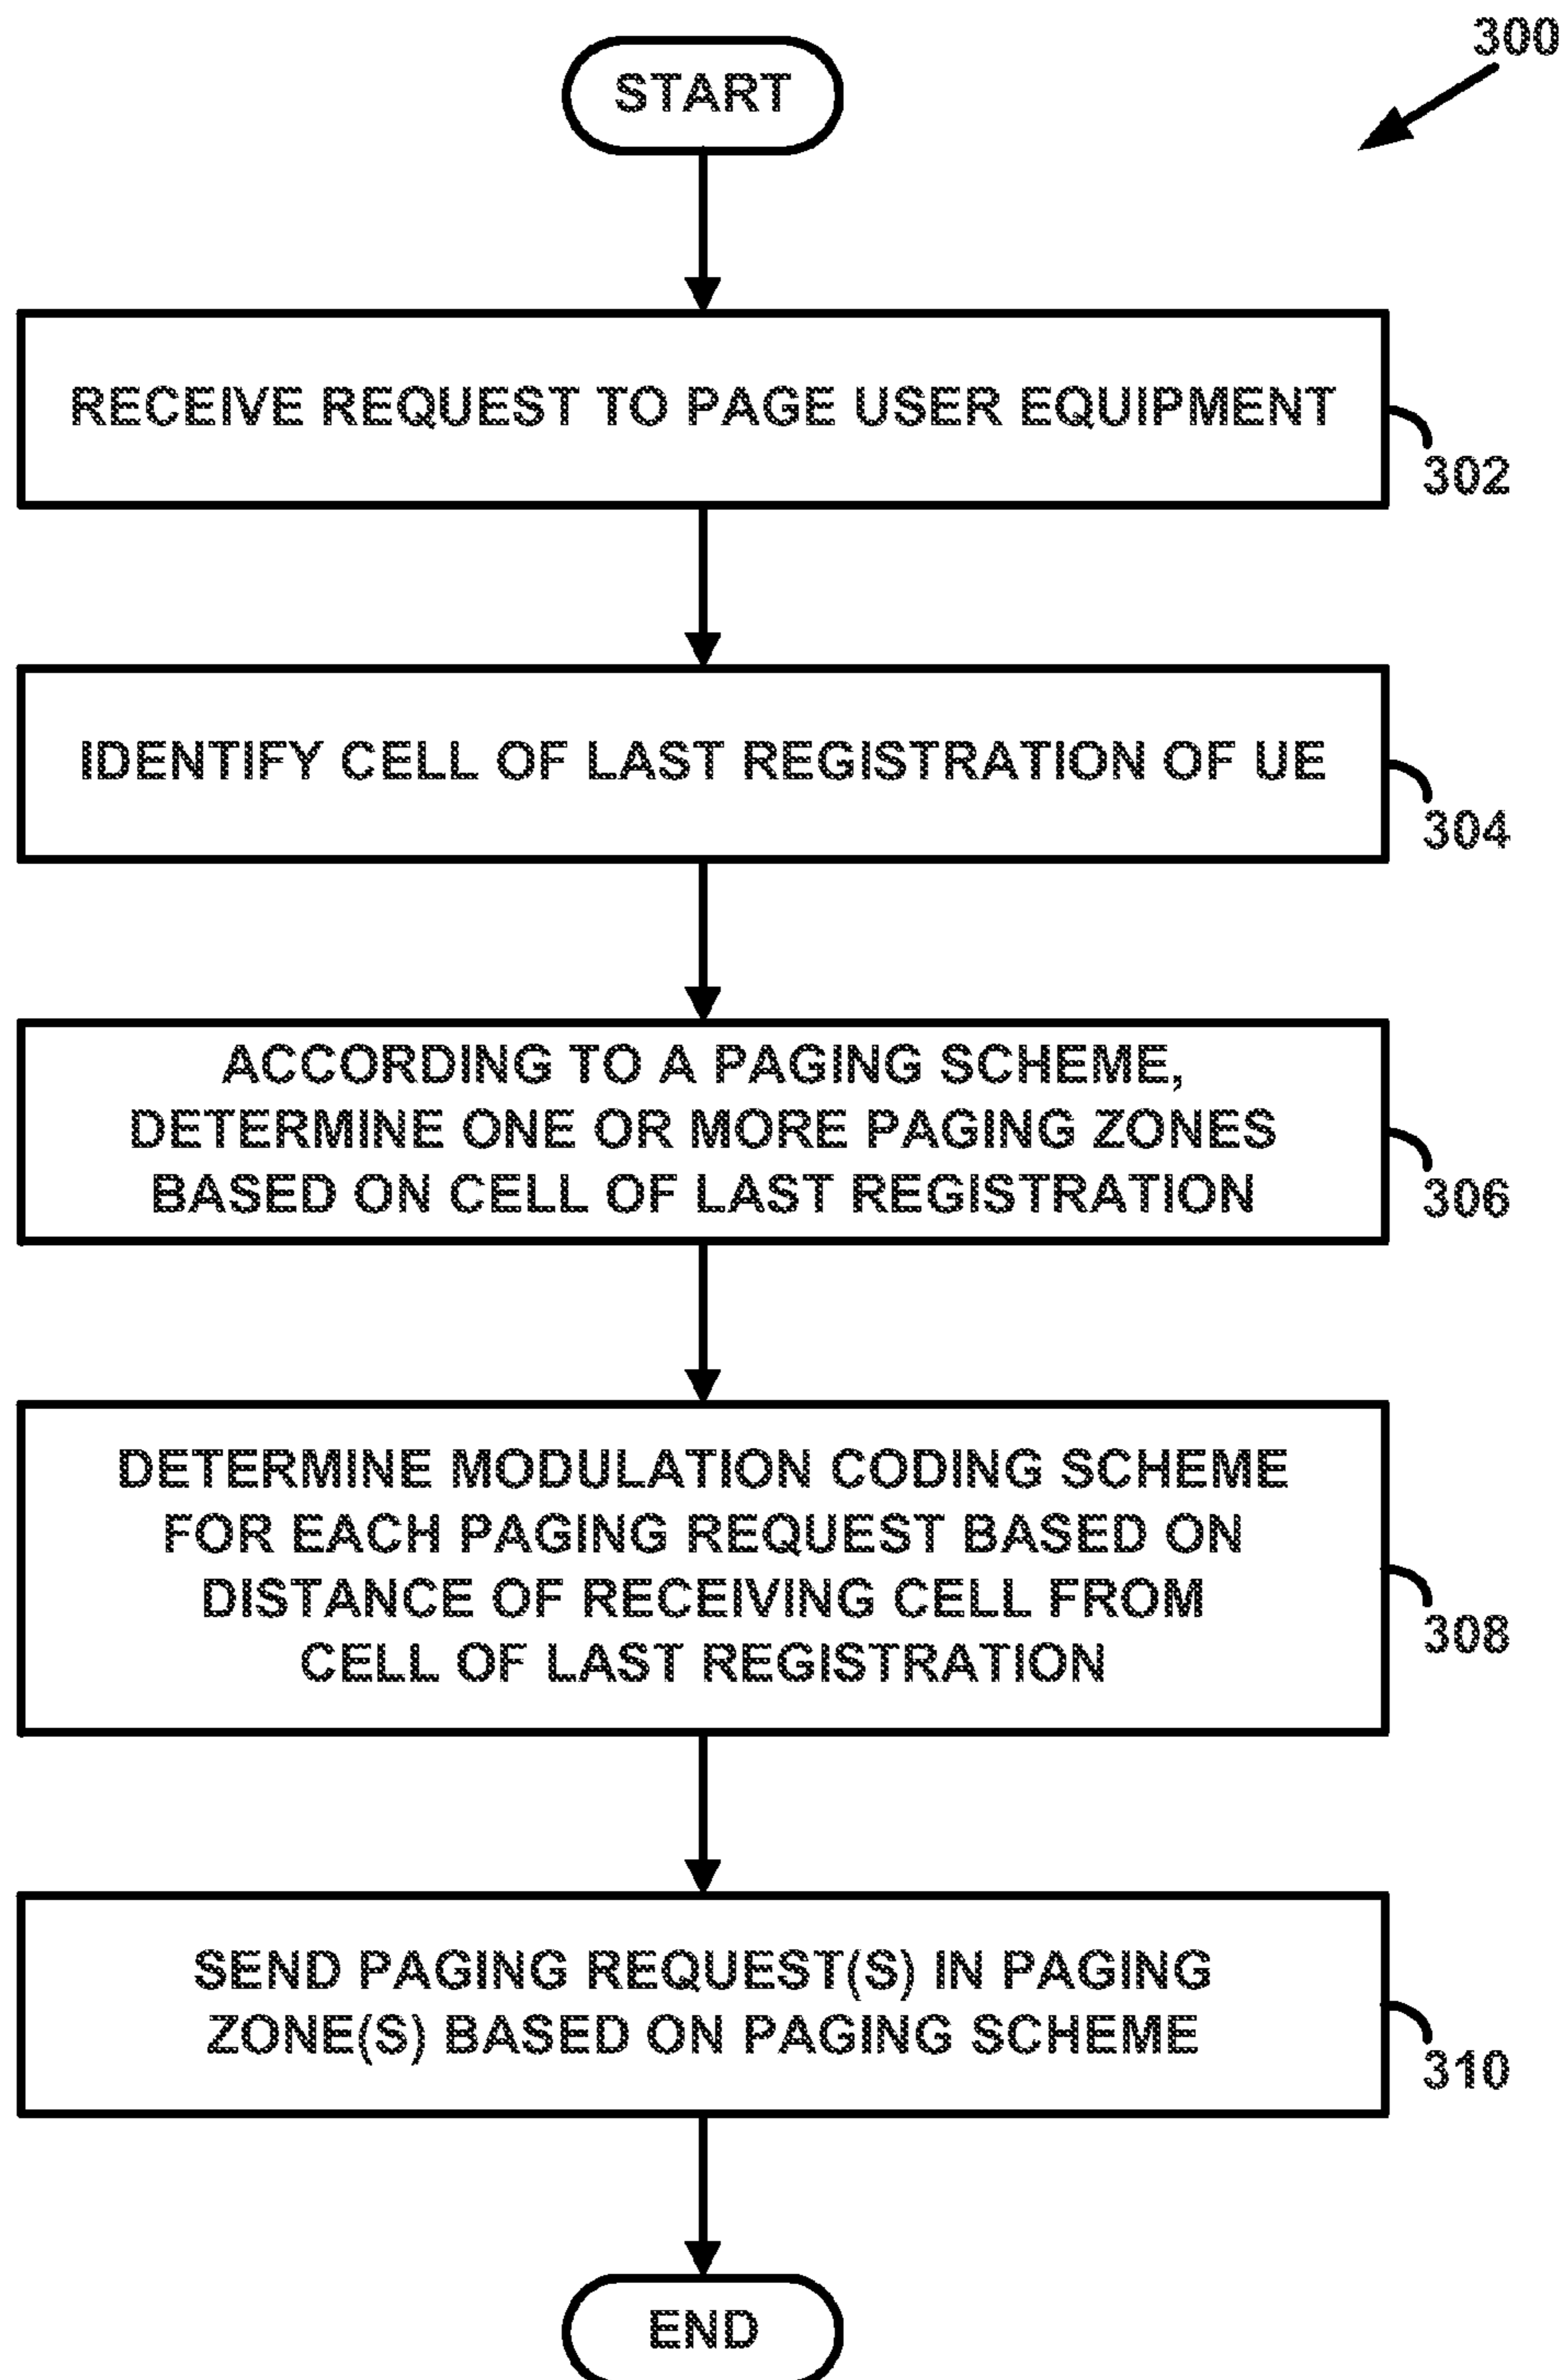 300
START
RECEIVE REQUEST TO PAGE USER EQUIPMENT
302
IDENTIFY CELL OF LAST REGISTRATION OF UE
304
ACCORDING TO A PAGING SCHEME,
DETERMINE ONE OR MORE PAGING ZONES
BASED ON CELL OF LAST REGISTRATION
306
DETERMINE MODULATION CODING SCHEME
FOR EACH PAGING REQUEST BASED ON
DISTANCE OF RECEIVING CELL FROM
CELL OF LAST REGISTRATION
308
SEND PAGING REQUEST(S) IN PAGING
ZONE(S) BASED ON PAGING SCHEME
310
END